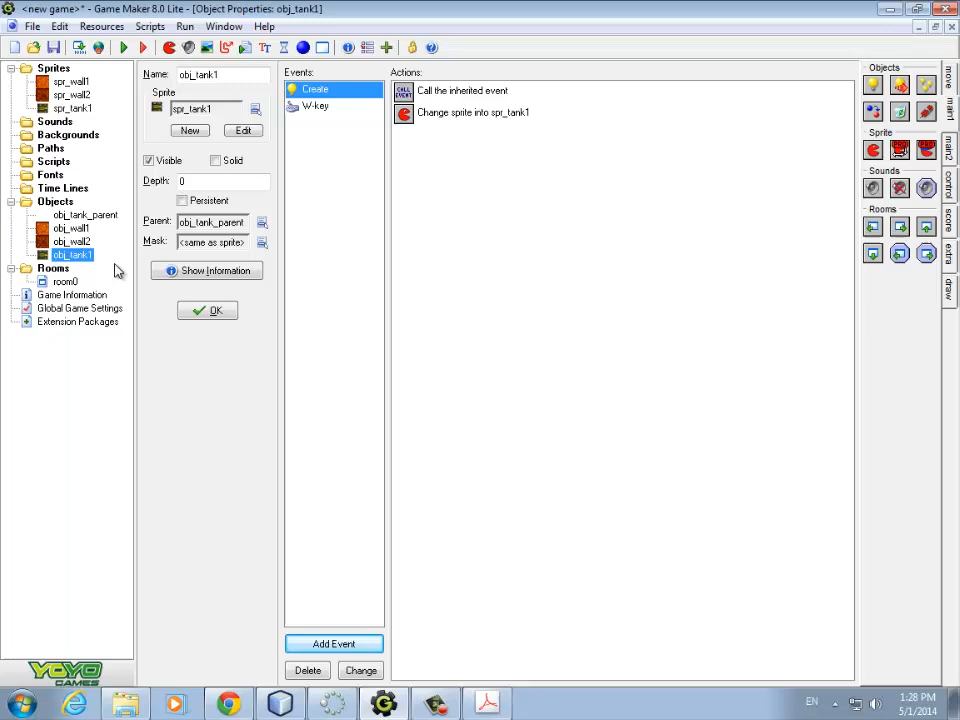 <new game>* - Game Maker 8.0 Lite - [Object Properties: obj_tank1]
File Edit Resources Scripts Run Window Help
Sprites
spr_wall1
spr_wall2
spr_tank1
Sounds
Backgrounds
Paths
Scripts
Fonts
Time Lines
Objects
obj_tank_parent
obj_wall1
obj_wall2
obj_tank1
Rooms
room0
Game Information
Global Game Settings
Extension Packages
YOYO
GAMES
Name: obj_tank1
Sprite
spr_tank1
New Edit
Visible Solid
Depth: 0
Persistent
Parent: obj_tank_parent
Mask: <same as sprite>
Show Information
OK
Events:
Create
W-key
Add Event
Delete Change
Actions:
CALL EVENT Call the inherited event
Change sprite into spr_tank1
Objects
Sprite
PRO PRO
Sounds
Rooms
move
main1
main2
control
score
extra
draw
EN
1:28 PM
5/1/2014